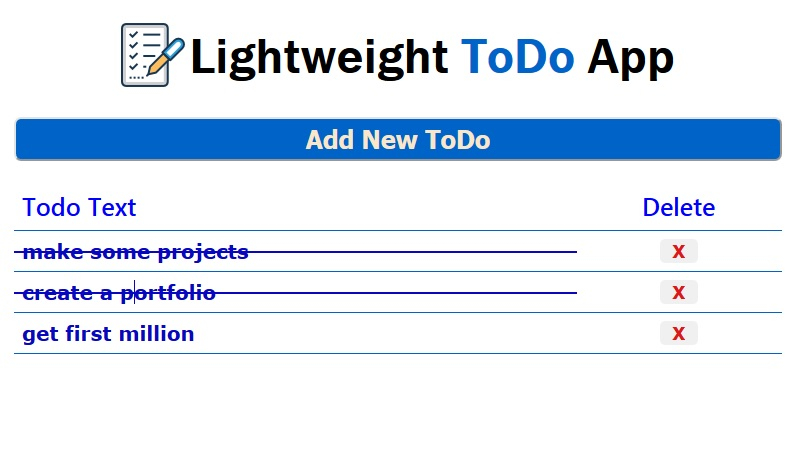 Lightweight ToDo App
Add New ToDo
Todo Text Delete
make some projects X
create a portfolio X
get first million X